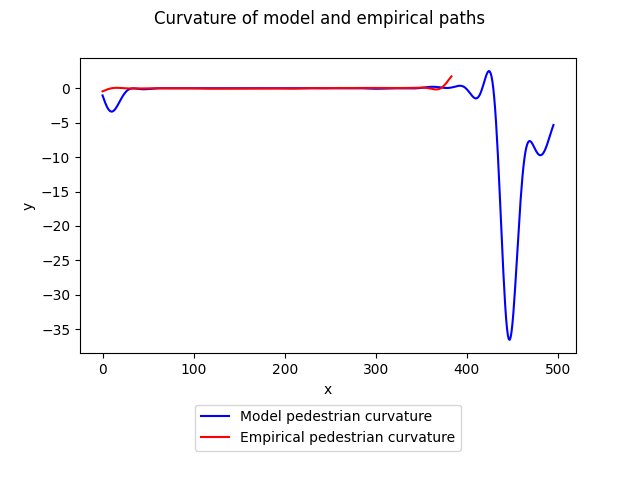 Curvature of model and empirical paths
0
−5
−10
−15
−20
−25
−30
−35
y
0 100 200 300 400 500
x
Model pedestrian curvature
Empirical pedestrian curvature